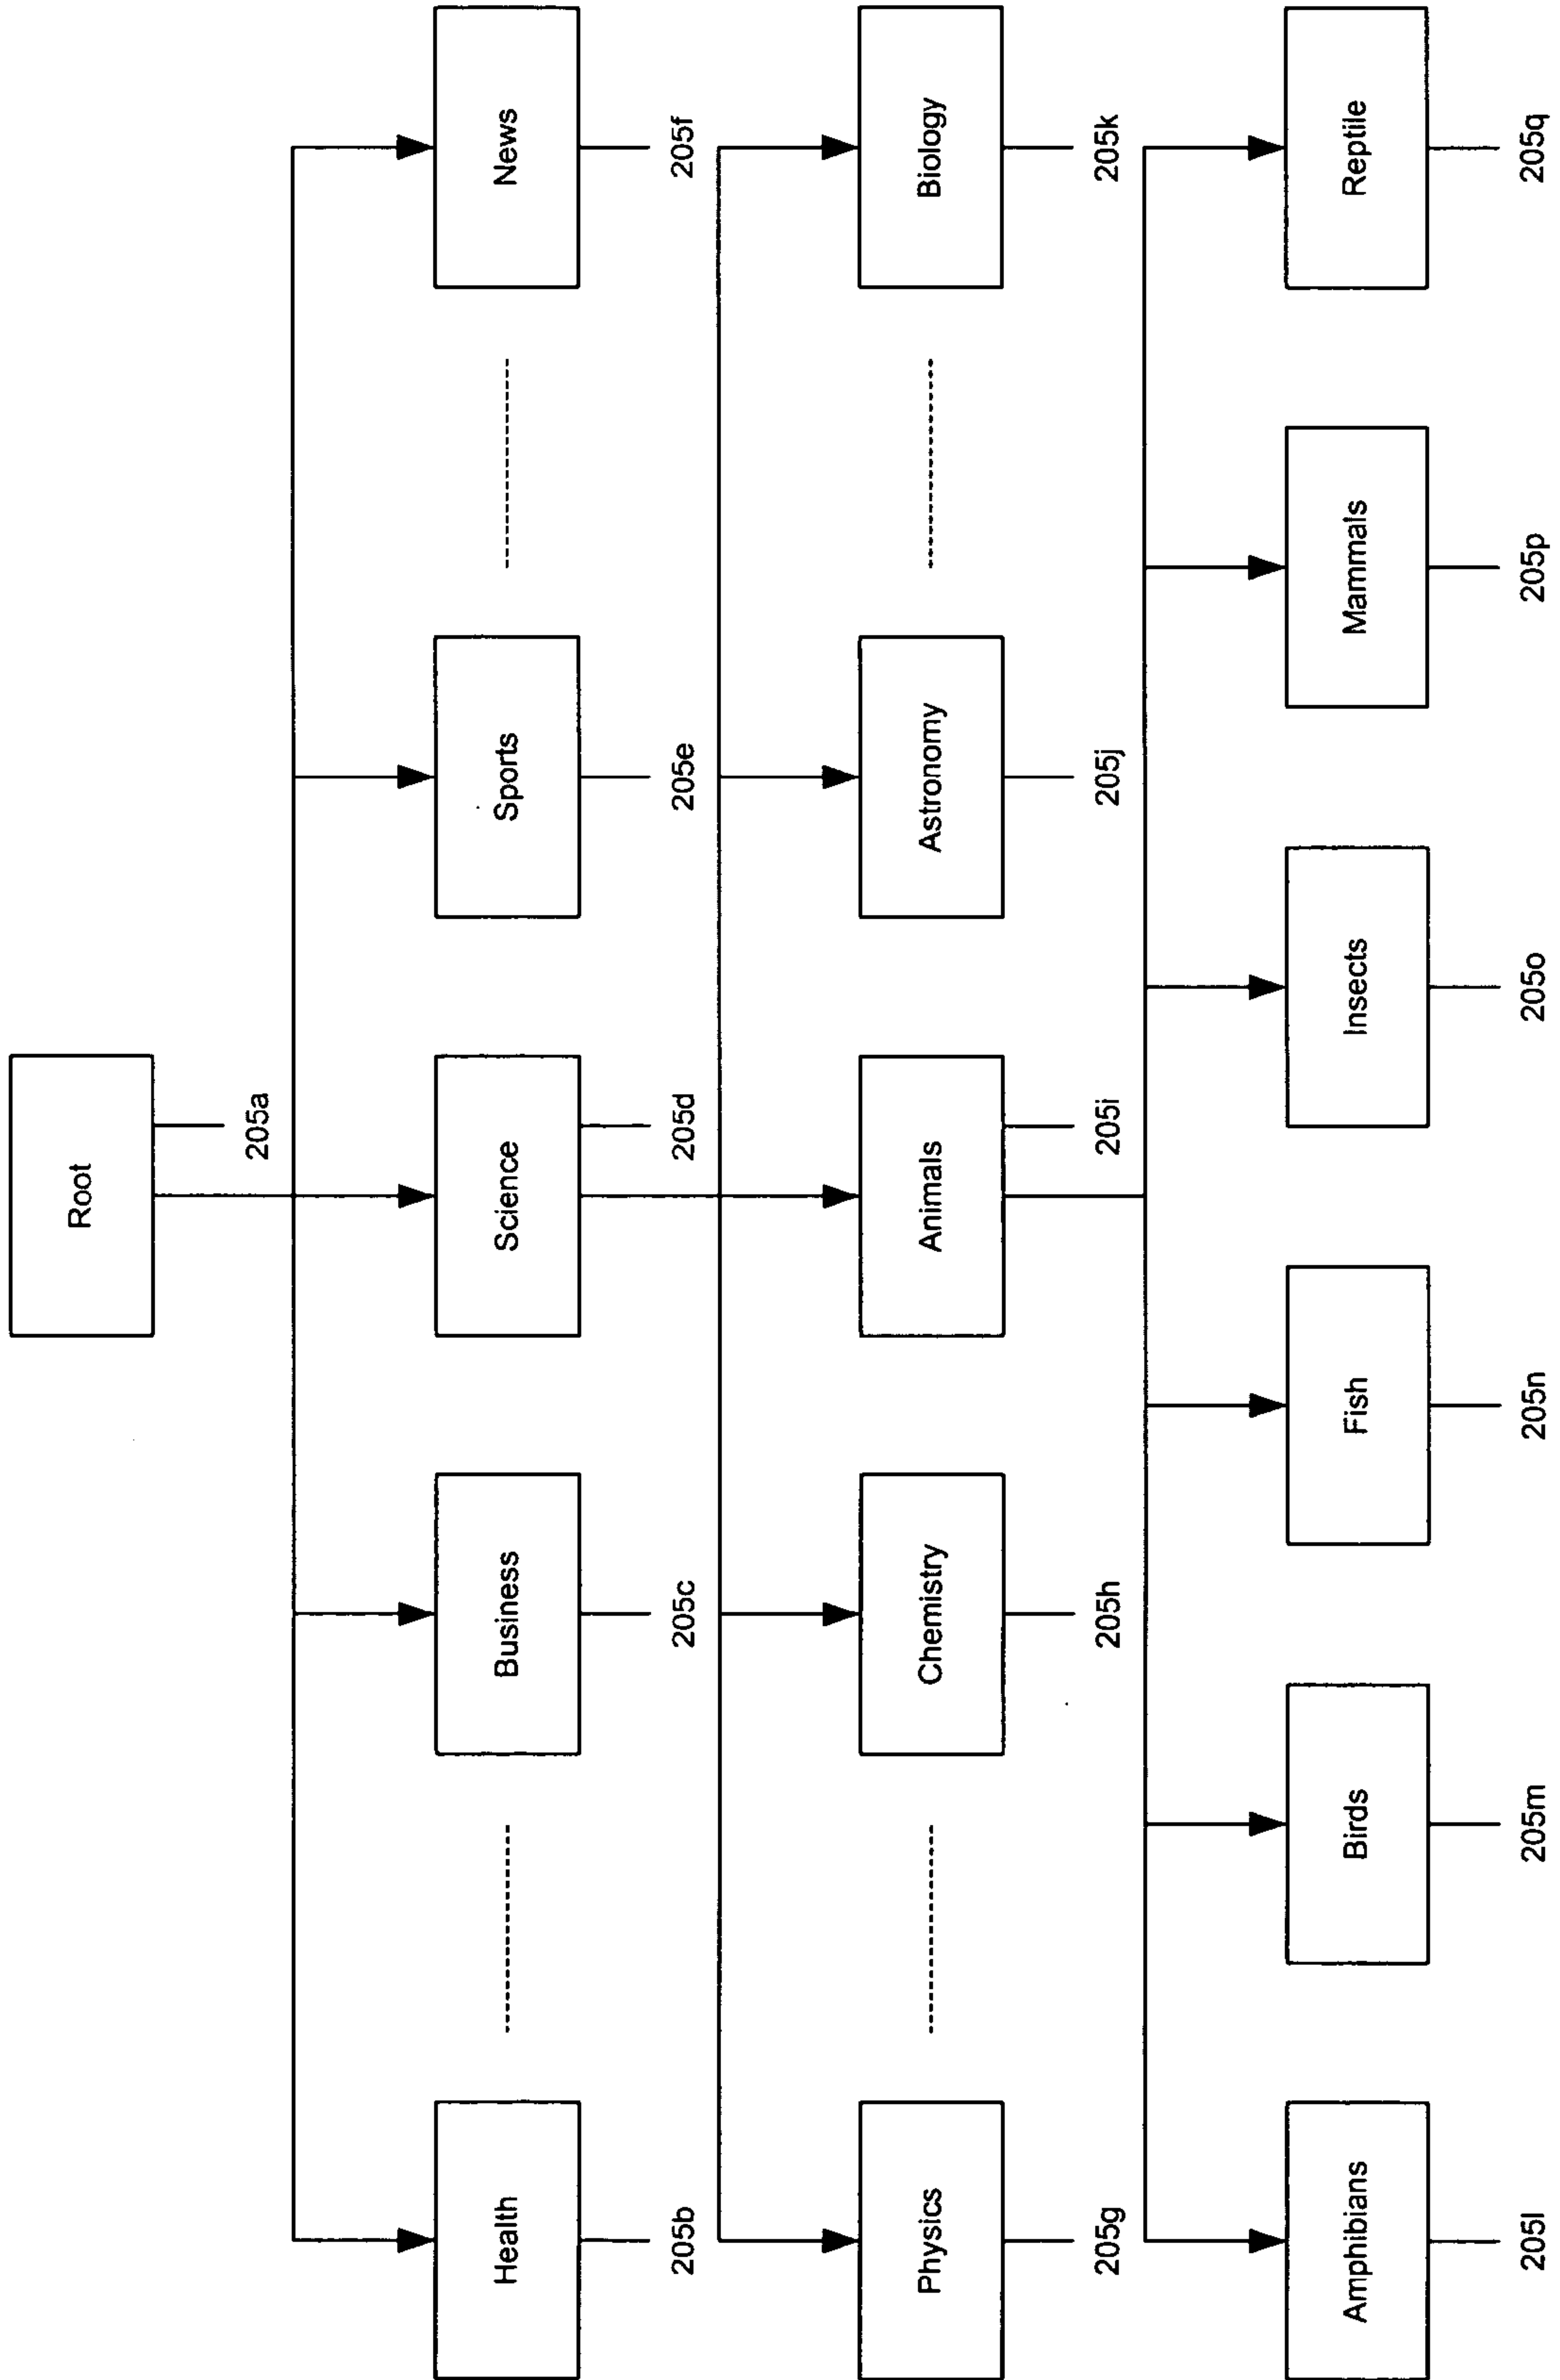 Root
205a
Health
Business
Science
Sports
News
205b
205c
205d
205e
205f
Physics
Chemistry
Animals
Astronomy
Biology
205g
205h
205i
205j
205k
Amphibians
Birds
Fish
Insects
Mammals
Reptile
205l
205m
205n
205o
205p
205q